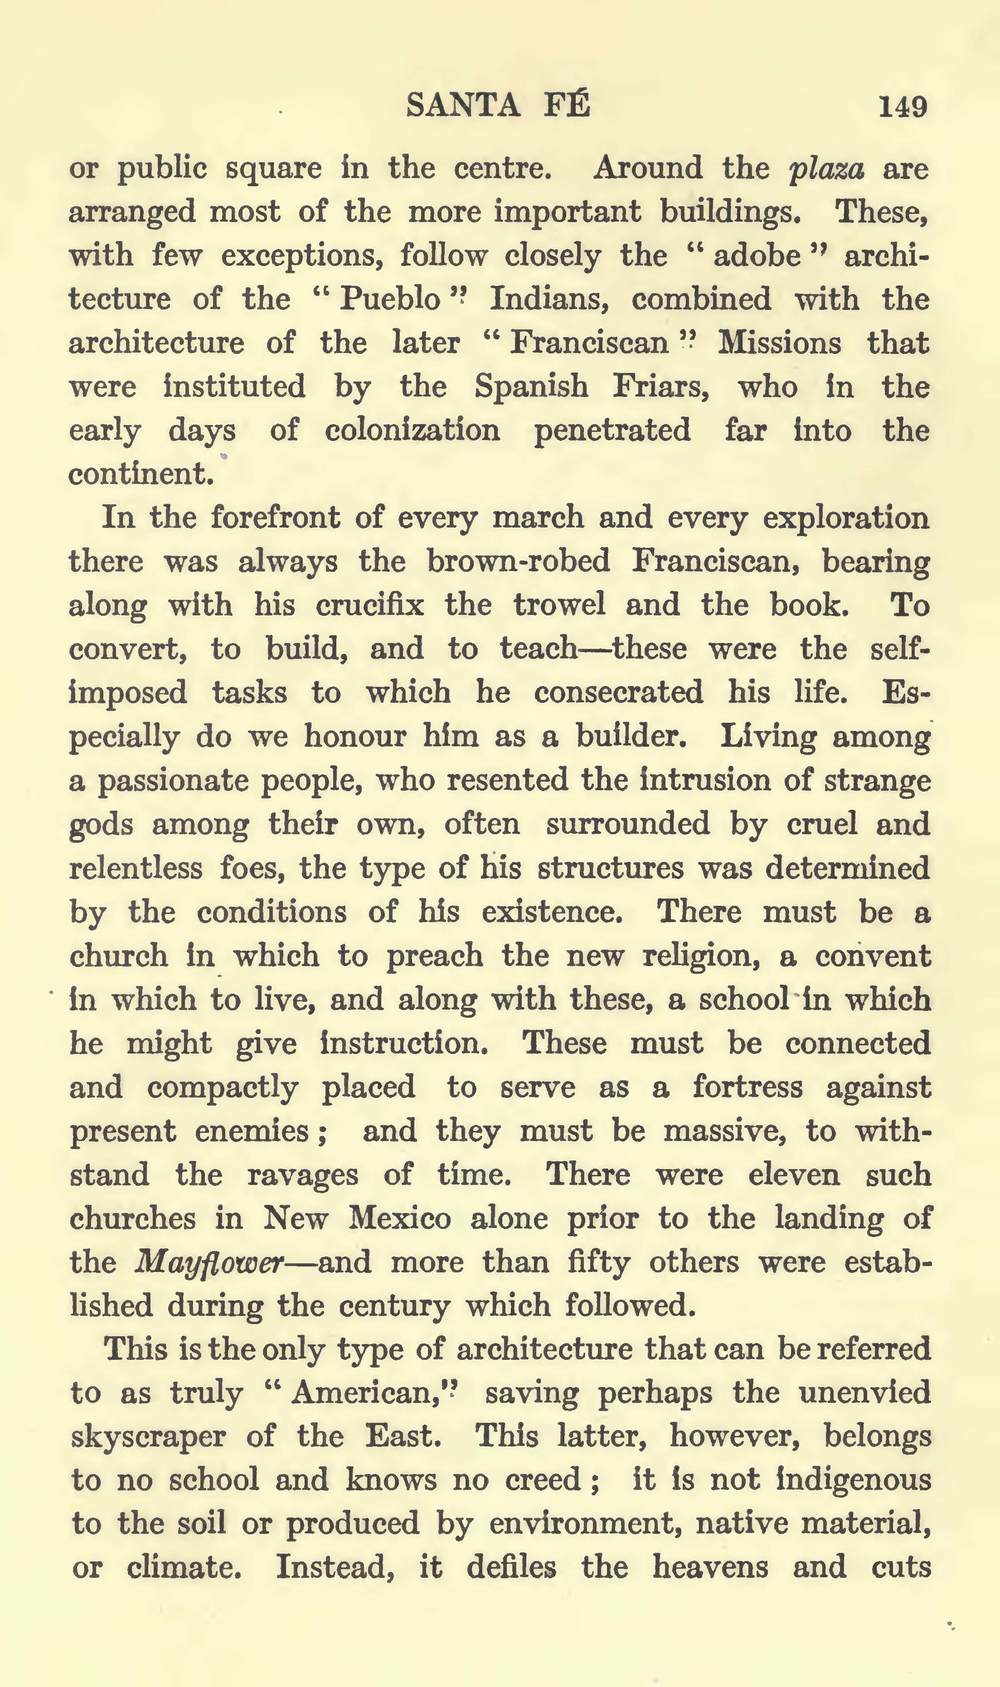 SANTA FÉ 149
or public square in the centre. Around the plaza are
arranged most of the more important buildings. These,
with few exceptions, follow closely the “ adobe ” archi-
tecture of the “ Pueblo ” Indians, combined with the
architecture of the later “ Franciscan ” Missions that
were instituted by the Spanish Friars, who in the
early days of colonization penetrated far into the
continent.
In the forefront of every march and every exploration
there was always the brown-robed Franciscan, bearing
along with his crucifix the trowel and the book. To
convert, to build, and to teach—these were the self-
imposed tasks to which he consecrated his life. Es-
pecially do we honour him as a builder. Living among
a passionate people, who resented the intrusion of strange
gods among their own, often surrounded by cruel and
relentless foes, the type of his structures was determined
by the conditions of his existence. There must be a
church in which to preach the new religion, a convent
in which to live, and along with these, a school in which
he might give instruction. These must be connected
and compactly placed to serve as a fortress against
present enemies ; and they must be massive, to with-
stand the ravages of time. There were eleven such
churches in New Mexico alone prior to the landing of
the Mayflower—and more than fifty others were estab-
lished during the century which followed.
This is the only type of architecture that can be referred
to as truly “ American,” saving perhaps the unenvied
skyscraper of the East. This latter, however, belongs
to no school and knows no creed ; it is not indigenous
to the soil or produced by environment, native material,
or climate. Instead, it defiles the heavens and cuts